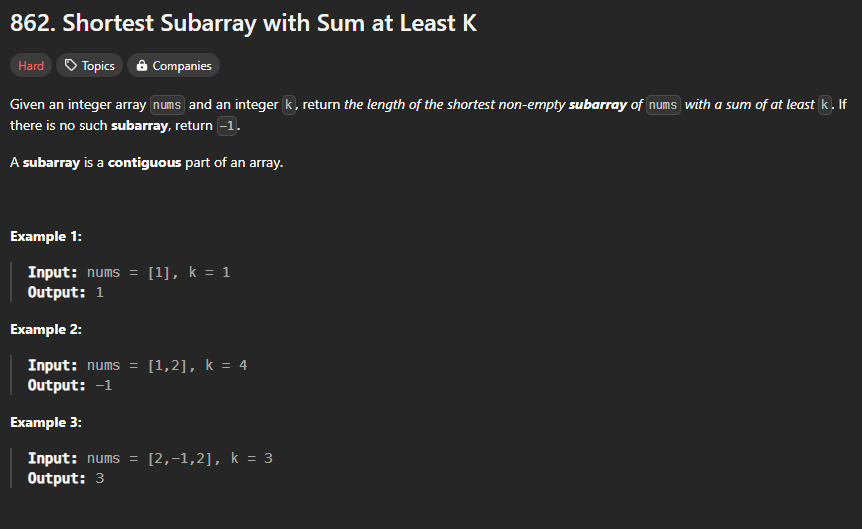 862. Shortest Subarray with Sum at Least K
Hard Topics Companies
Given an integer array nums and an integer k, return the length of the shortest non-empty subarray of nums with a sum of at least k. If
there is no such subarray, return -1.
A subarray is a contiguous part of an array.
Example 1:
Input: nums = [1], k = 1
Output: 1
Example 2:
Input: nums = [1,2], k = 4
Output: -1
Example 3:
Input: nums = [2,-1,2], k = 3
Output: 3